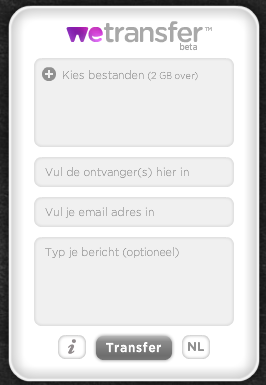 wetransfer™
beta
Kies bestanden (2 GB over)
Vul de ontvanger(s) hier in
Vul je email adres in
Typ je bericht (optioneel)
i Transfer NL